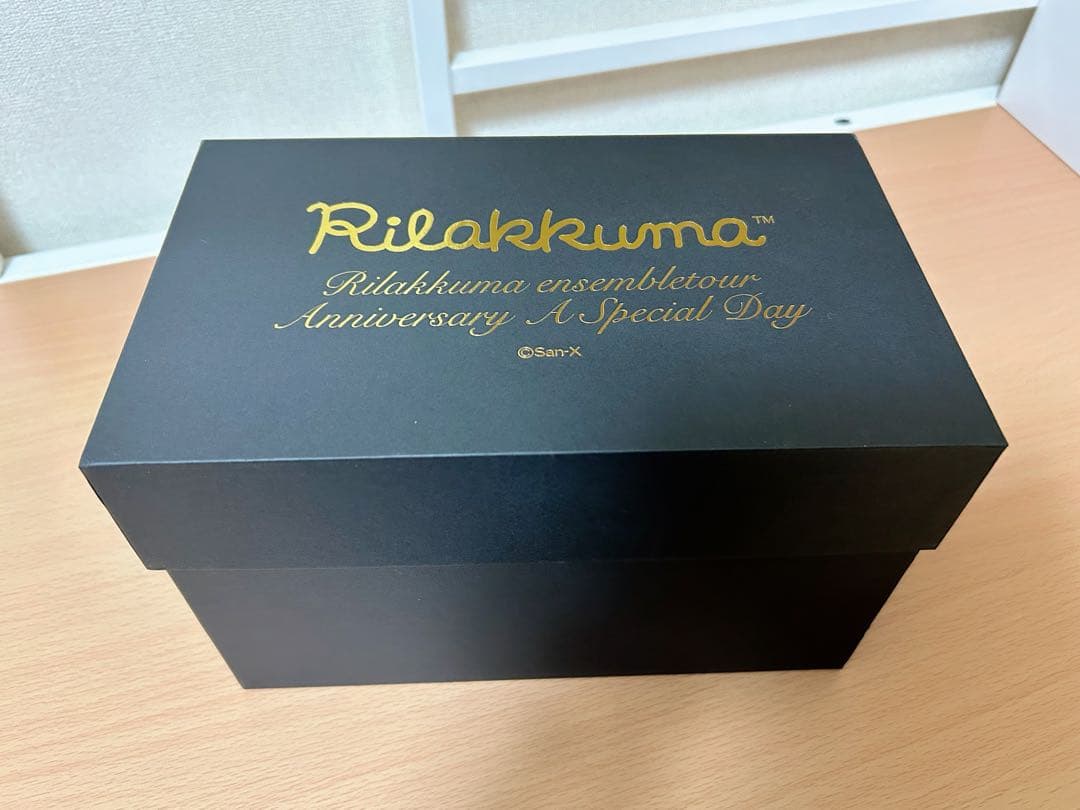 Rilakkuma™
Rilakkuma ensembletour
Anniversary A Special Day
©San-X